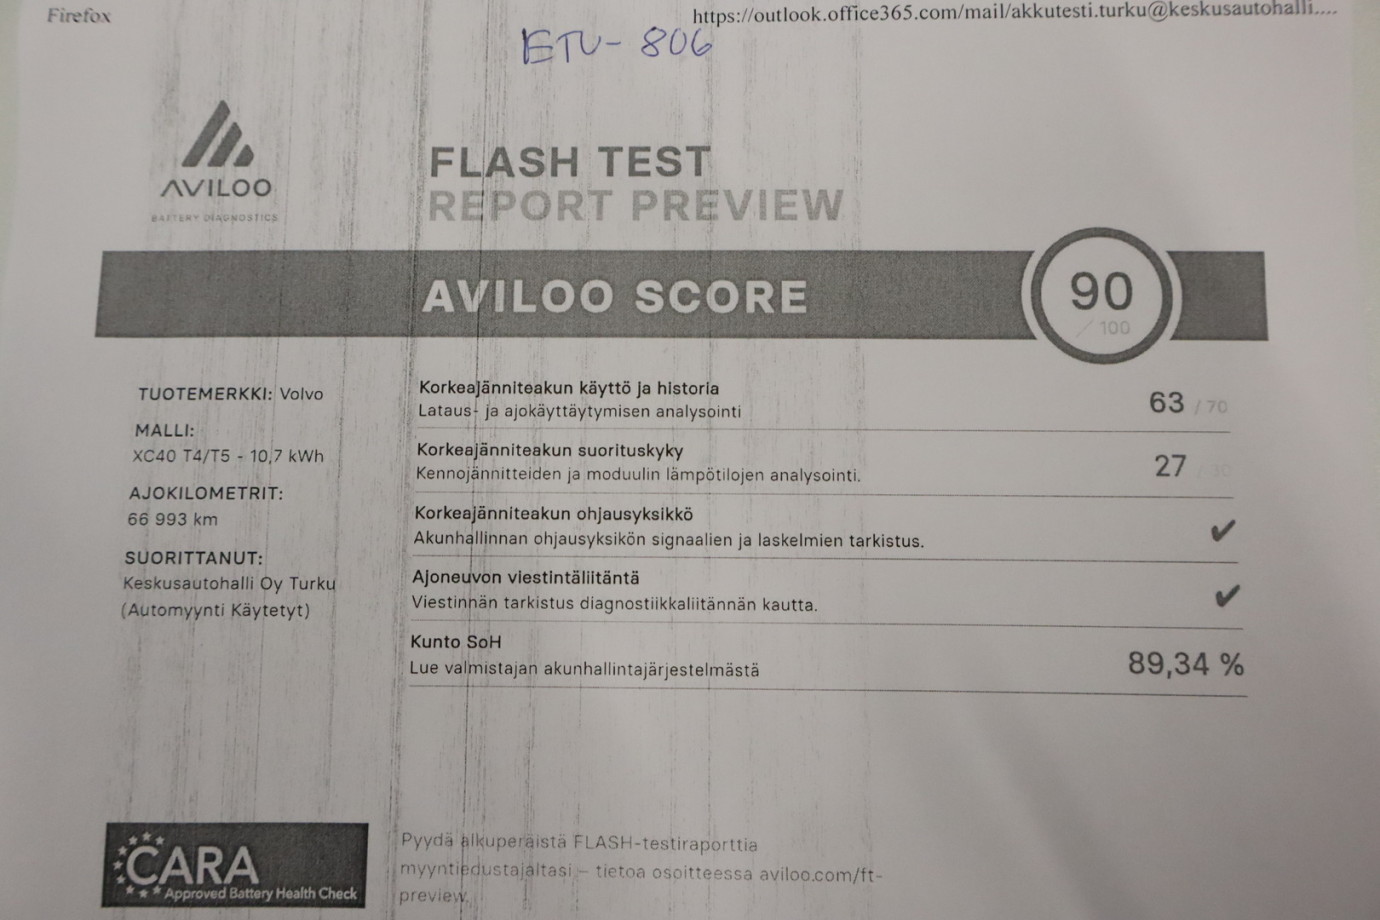 Firefox
https://outlook.office365.com/mail/akkutesti.turku@keskusautohalli....
ETU-806
AVILOO
BATTERY DIAGNOSTICS
FLASH TEST
REPORT PREVIEW
AVILOO SCORE
90
/ 100
TUOTEMERKKI: Volvo
MALLI:
XC40 T4/T5 - 10,7 kWh
AJOKILOMETRIT:
66 993 km
SUORITTANUT:
Keskusautohalli Oy Turku
(Automyynti Käytetyt)
Korkeajänniteakun käyttö ja historia
Lataus- ja ajokäyttäytymisen analysointi
63 / 70
Korkeajänniteakun suorituskyky
Kennojännitteiden ja moduulin lämpötilojen analysointi.
27 / 30
Korkeajänniteakun ohjausyksikkö
Akunhallinnan ohjausyksikön signaalien ja laskelmien tarkistus.
✔
Ajoneuvon viestintäliitäntä
Viestinnän tarkistus diagnostiikkaliitännän kautta.
✔
Kunto SoH
Lue valmistajan akunhallintajärjestelmästä
89,34 %
CARA
Approved Battery Health Check
Pyydä alkuperäistä FLASH-testiraporttia
myyntiedustajaltasi – tietoa osoitteessa aviloo.com/ft-
preview.